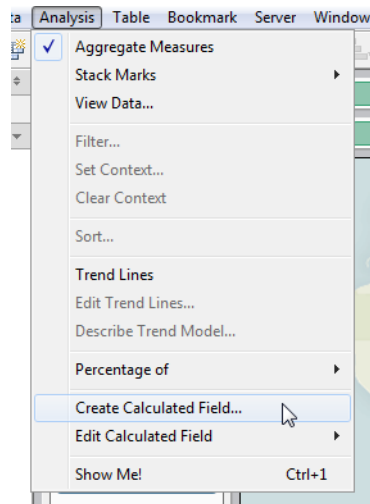 ta Analysis Table Bookmark Server Window
Aggregate Measures
Stack Marks
View Data...
Filter...
Set Context...
Clear Context
Sort...
Trend Lines
Edit Trend Lines...
Describe Trend Model...
Percentage of
Create Calculated Field...
Edit Calculated Field
Show Me! Ctrl+1